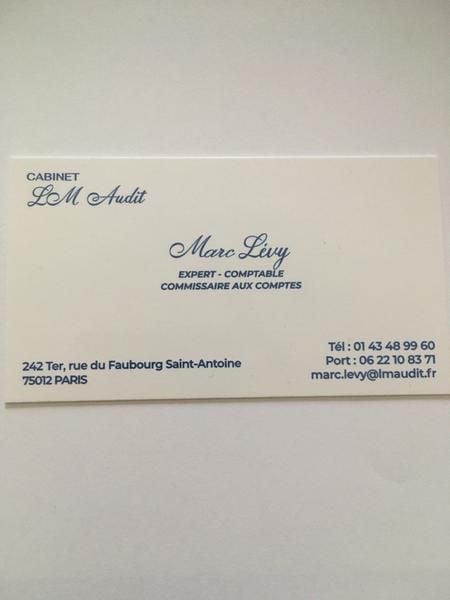 CABINET
LM Audit
Marc Lévy
EXPERT - COMPTABLE
COMMISSAIRE AUX COMPTES
242 Ter, rue du Faubourg Saint-Antoine
75012 PARIS
Tél : 01 43 48 99 60
Port : 06 22 10 83 71
marc.levy@lmaudit.fr